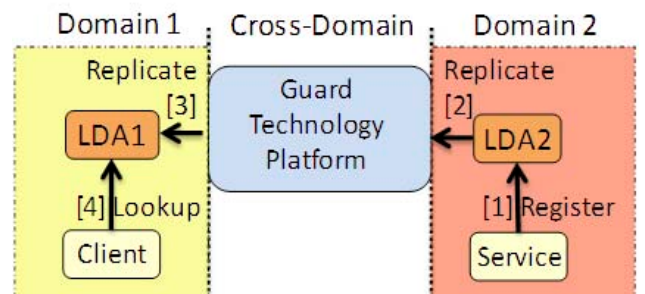 Domain 1
Cross-Domain
Domain 2
Replicate
[3]
LDA1
[4] Lookup
Client
Guard
Technology
Platform
Replicate
[2]
LDA2
[1] Register
Service